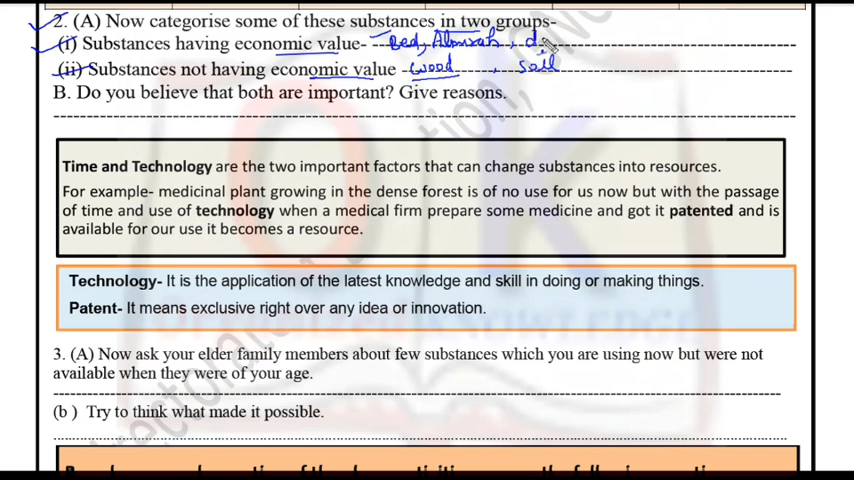 2. (A) Now categorise some of these substances in two groups-
(i) Substances having economic value- Bed, Almirah, d
(ii) Substances not having economic value - wood, soil
B. Do you believe that both are important? Give reasons.
Time and Technology are the two important factors that can change substances into resources.
For example- medicinal plant growing in the dense forest is of no use for us now but with the passage
of time and use of technology when a medical firm prepare some medicine and got it patented and is
available for our use it becomes a resource.
Technology- It is the application of the latest knowledge and skill in doing or making things.
Patent- It means exclusive right over any idea or innovation.
3. (A) Now ask your elder family members about few substances which you are using now but were not
available when they were of your age.
(b ) Try to think what made it possible.